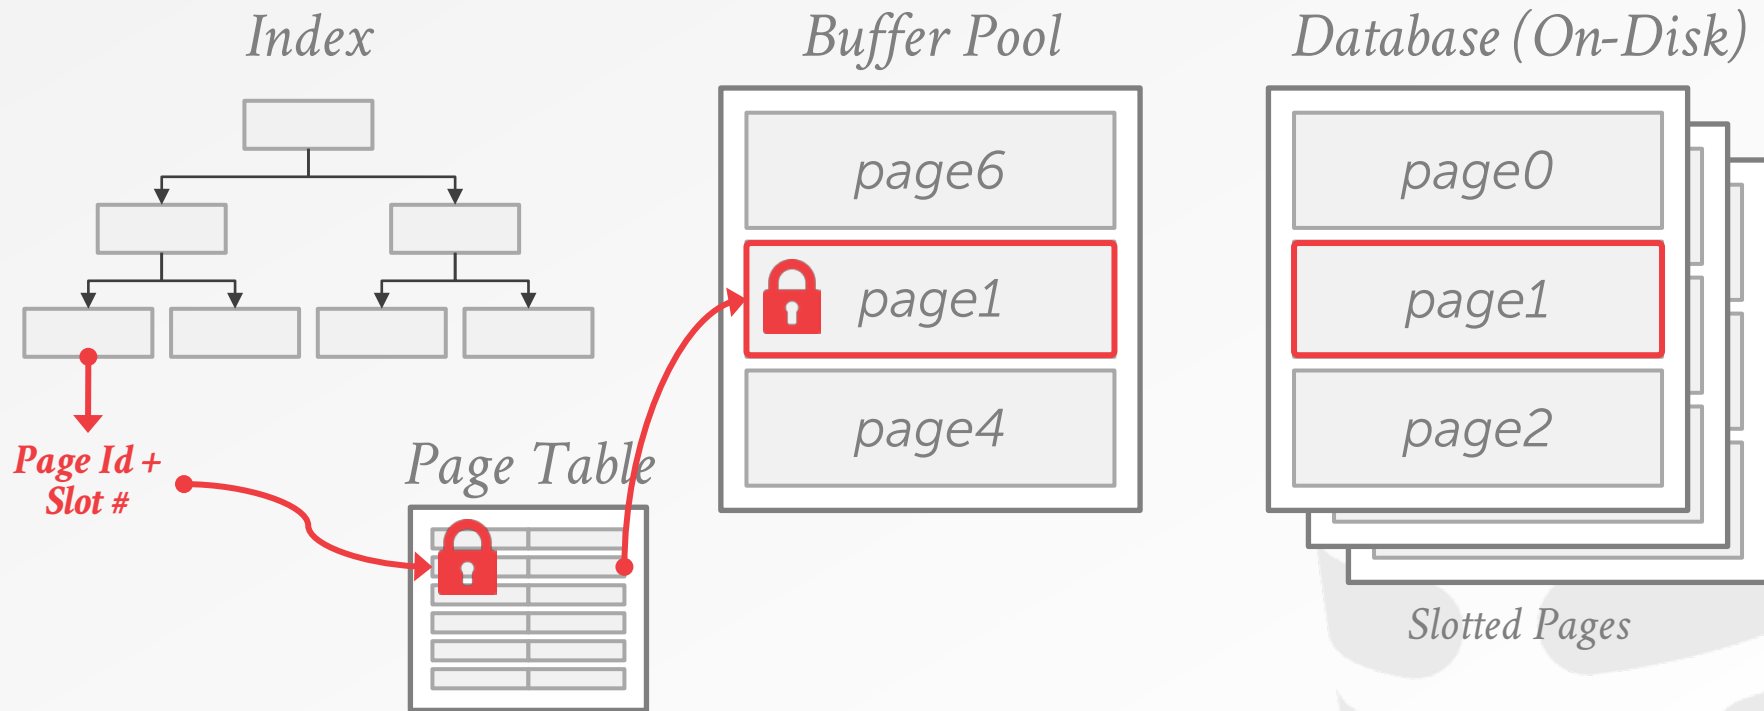 Index
Buffer Pool
Database (On-Disk)
page6
page1
page4
page0
page1
page2
Page Id +
Slot #
Page Table
Slotted Pages